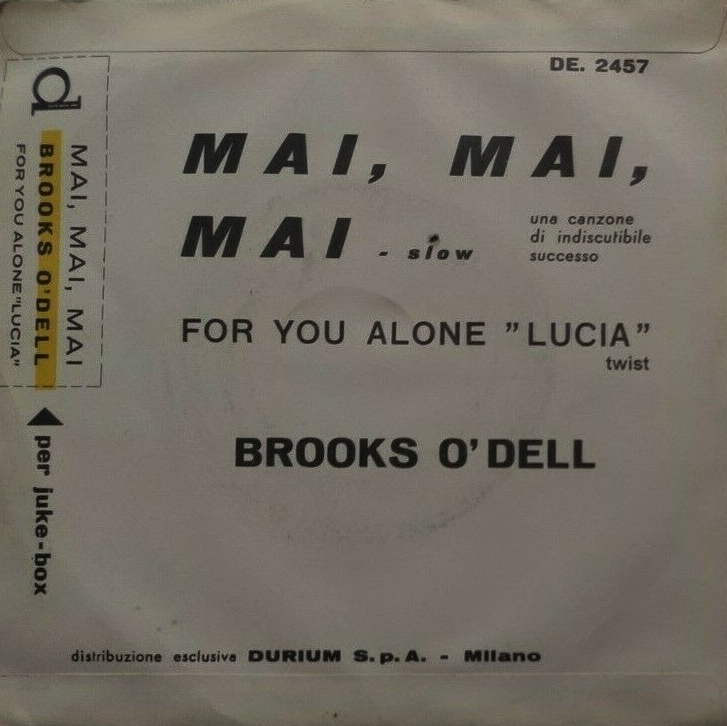 DE. 2457
MAI, MAI,
MAI - slow
una canzone
di indiscutibile
successo
FOR YOU ALONE "LUCIA"
twist
BROOKS O'DELL
distribuzione esclusiva DURIUM S.p.A. - Milano
d
MAI, MAI, MAI
BROOKS O'DELL
FOR YOU ALONE "LUCIA"
per juke-box